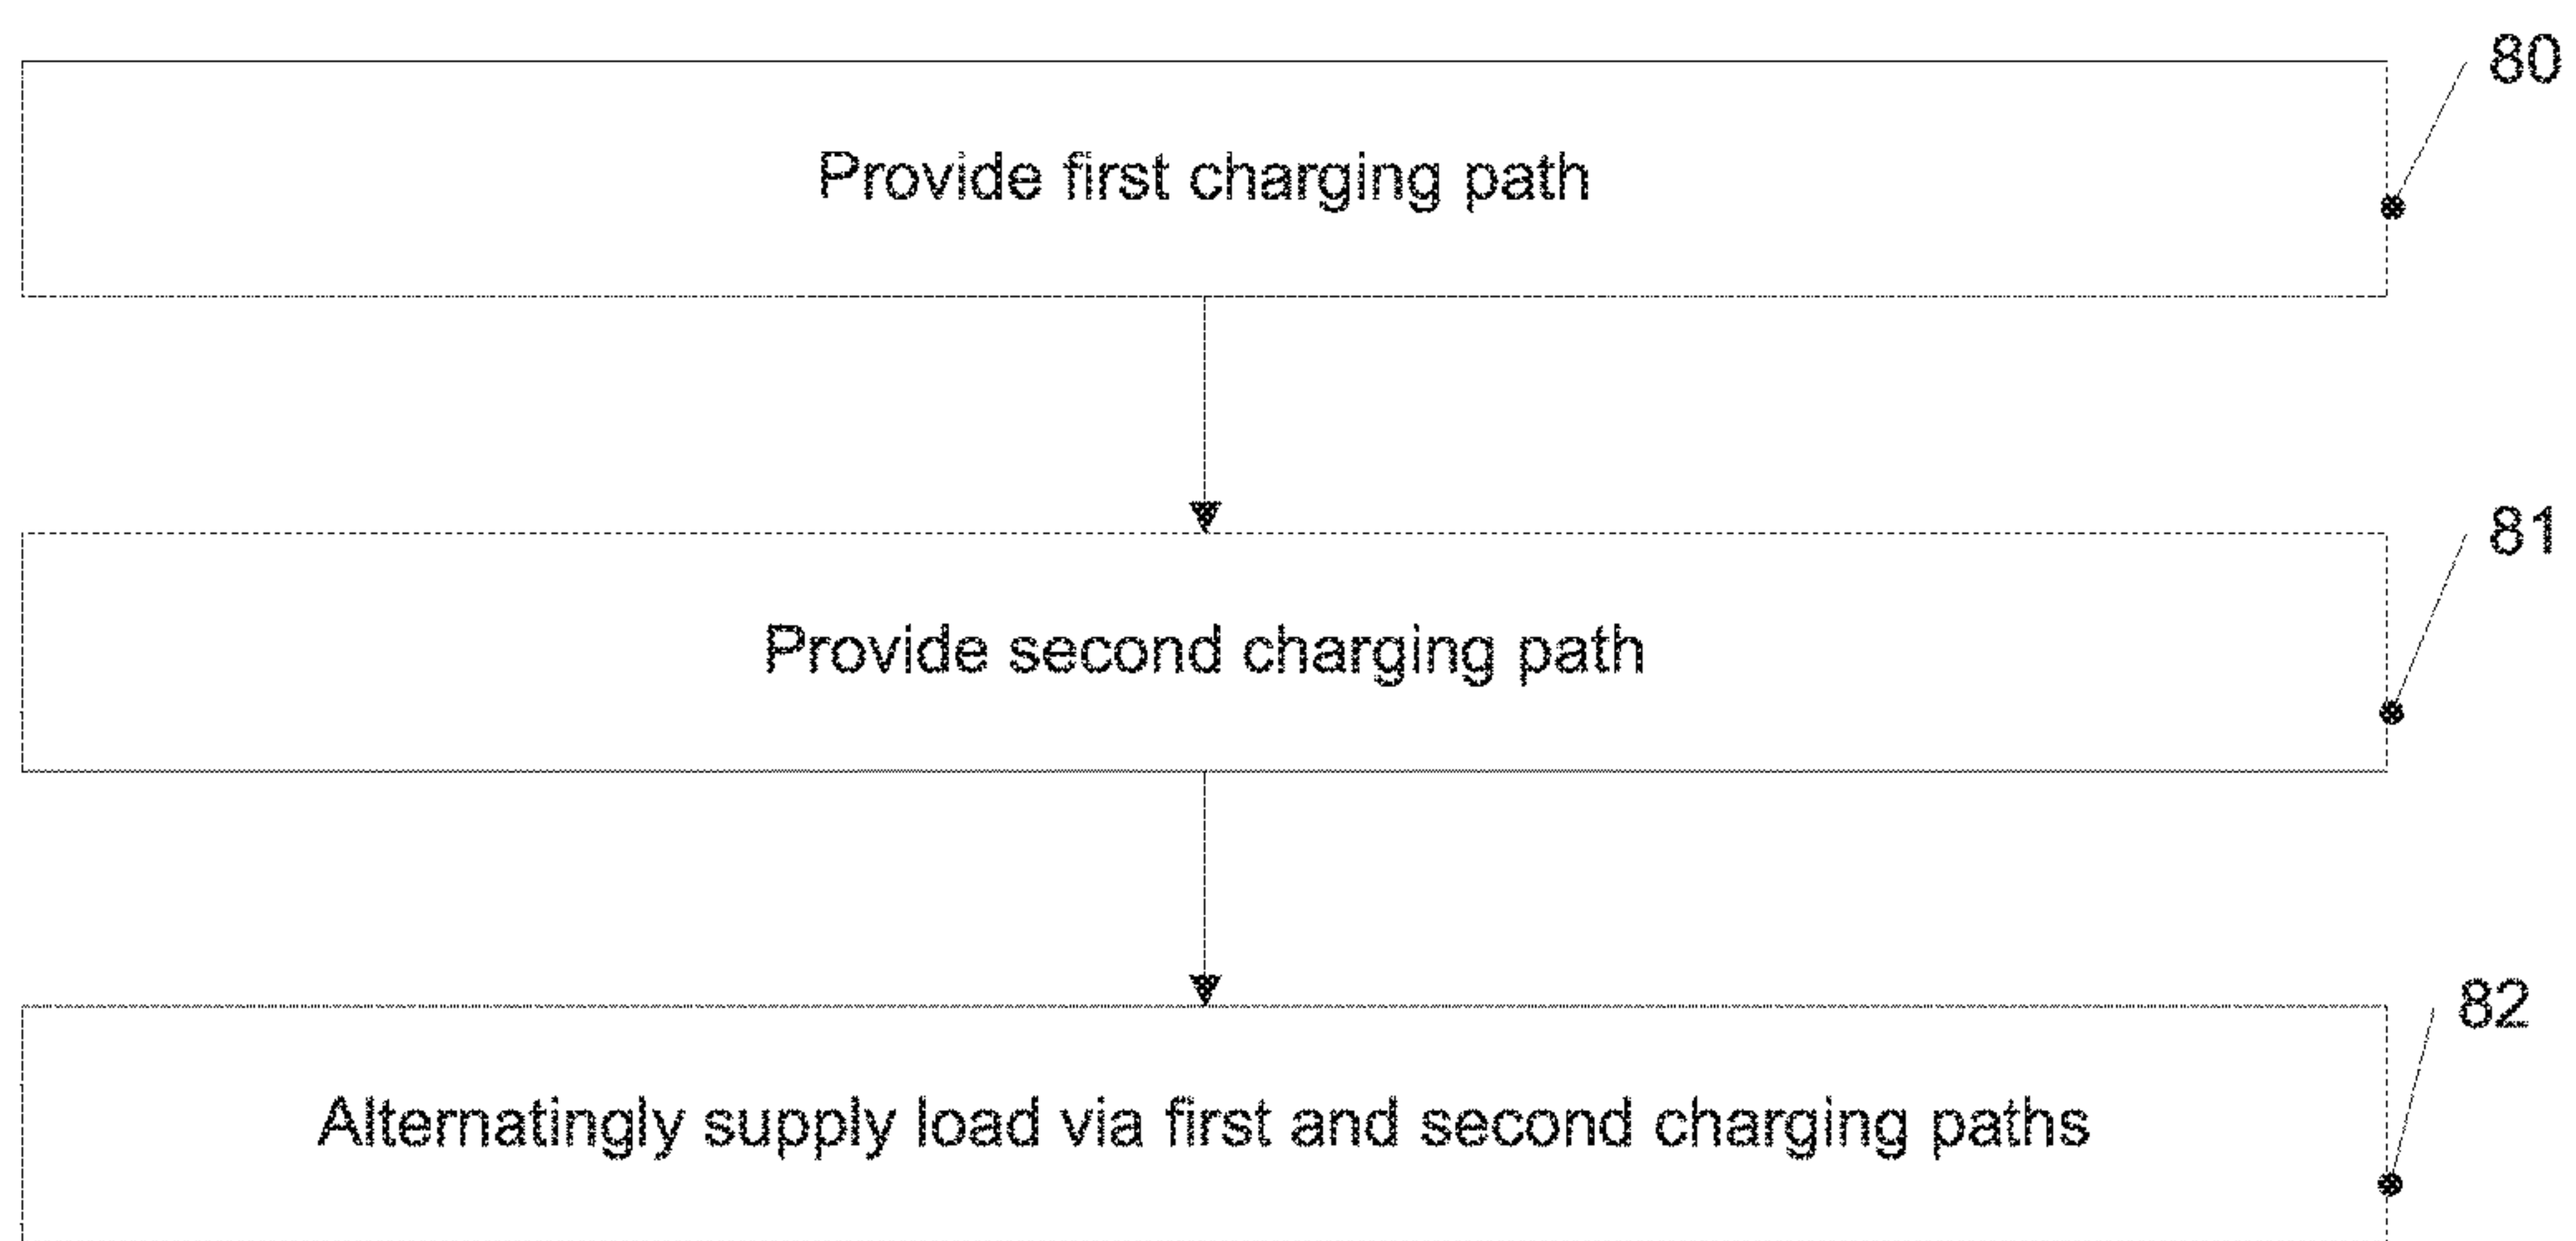 80
Provide first charging path
81
Provide second charging path
82
Alternatingly supply load via first and second charging paths